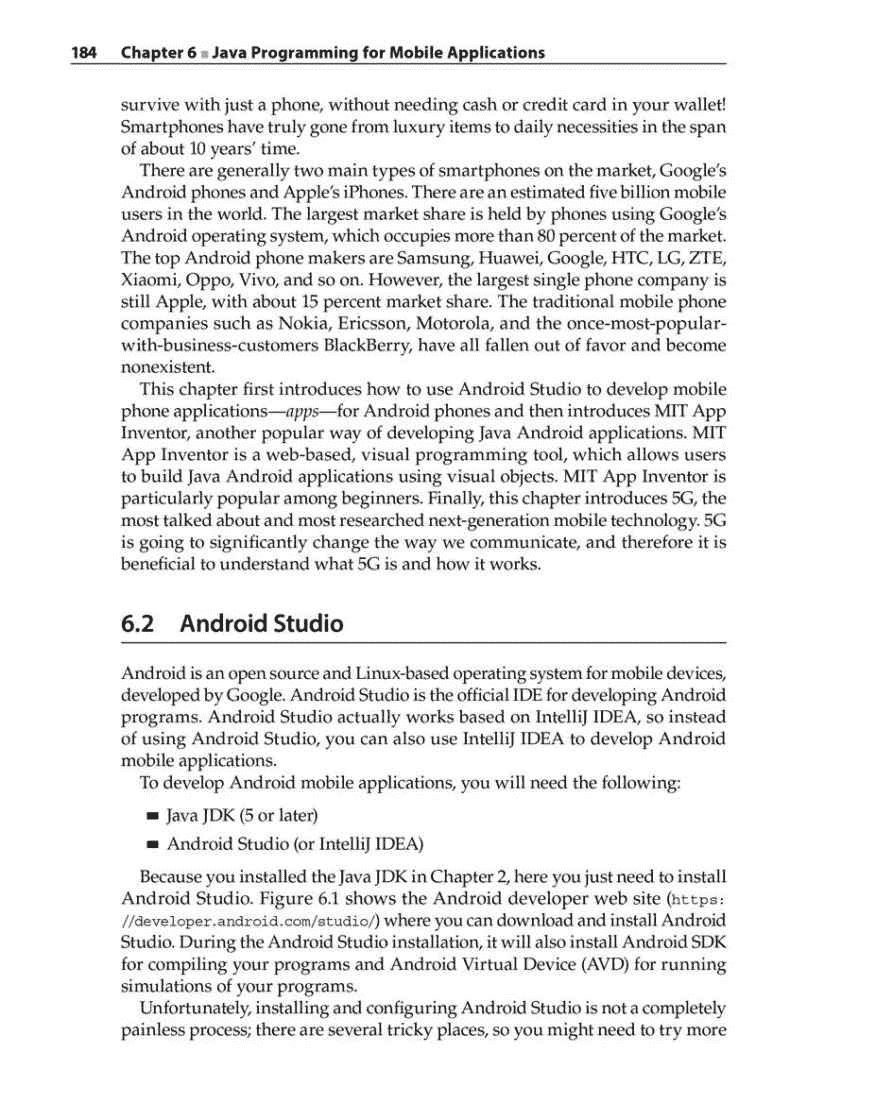 184 Chapter 6 ■ Java Programming for Mobile Applications
survive with just a phone, without needing cash or credit card in your wallet!
Smartphones have truly gone from luxury items to daily necessities in the span
of about 10 years’ time.
There are generally two main types of smartphones on the market, Google’s
Android phones and Apple’s iPhones. There are an estimated five billion mobile
users in the world. The largest market share is held by phones using Google’s
Android operating system, which occupies more than 80 percent of the market.
The top Android phone makers are Samsung, Huawei, Google, HTC, LG, ZTE,
Xiaomi, Oppo, Vivo, and so on. However, the largest single phone company is
still Apple, with about 15 percent market share. The traditional mobile phone
companies such as Nokia, Ericsson, Motorola, and the once-most-popular-
with-business-customers BlackBerry, have all fallen out of favor and become
nonexistent.
This chapter first introduces how to use Android Studio to develop mobile
phone applications—apps—for Android phones and then introduces MIT App
Inventor, another popular way of developing Java Android applications. MIT
App Inventor is a web-based, visual programming tool, which allows users
to build Java Android applications using visual objects. MIT App Inventor is
particularly popular among beginners. Finally, this chapter introduces 5G, the
most talked about and most researched next-generation mobile technology. 5G
is going to significantly change the way we communicate, and therefore it is
beneficial to understand what 5G is and how it works.
6.2 Android Studio
Android is an open source and Linux-based operating system for mobile devices,
developed by Google. Android Studio is the official IDE for developing Android
programs. Android Studio actually works based on IntelliJ IDEA, so instead
of using Android Studio, you can also use IntelliJ IDEA to develop Android
mobile applications.
To develop Android mobile applications, you will need the following:
■ Java JDK (5 or later)
■ Android Studio (or IntelliJ IDEA)
Because you installed the Java JDK in Chapter 2, here you just need to install
Android Studio. Figure 6.1 shows the Android developer web site (https:
//developer.android.com/studio/) where you can download and install Android
Studio. During the Android Studio installation, it will also install Android SDK
for compiling your programs and Android Virtual Device (AVD) for running
simulations of your programs.
Unfortunately, installing and configuring Android Studio is not a completely
painless process; there are several tricky places, so you might need to try more